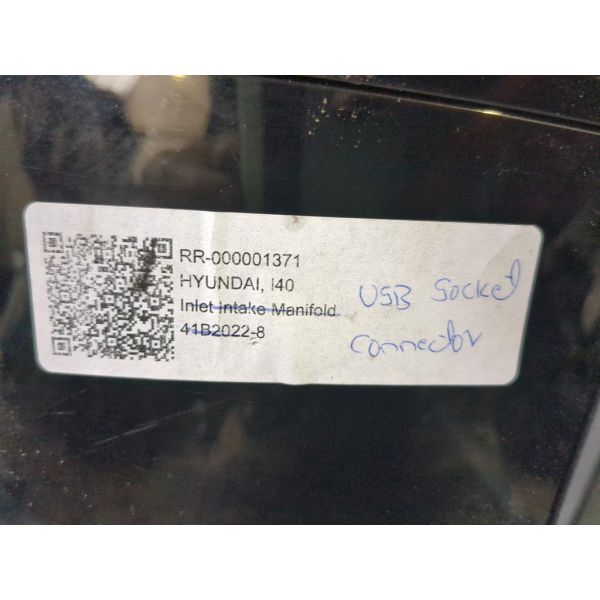 RR-000001371
HYUNDAI, I40
Inlet Intake Manifold
41B2022-8
USB Socket
Connector